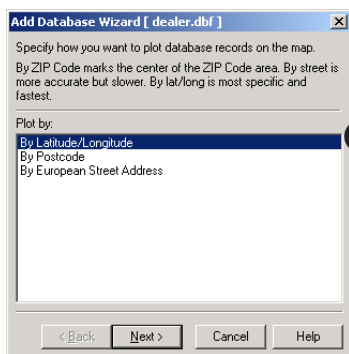 Add Database Wizard [ dealer.dbf ]
Specify how you want to plot database records on the map.
By ZIP Code marks the center of the ZIP Code area. By street is
more accurate but slower. By lat/long is most specific and
fastest.
Plot by:
By Latitude/Longitude
By Postcode
By European Street Address
< Back
Next >
Cancel
Help